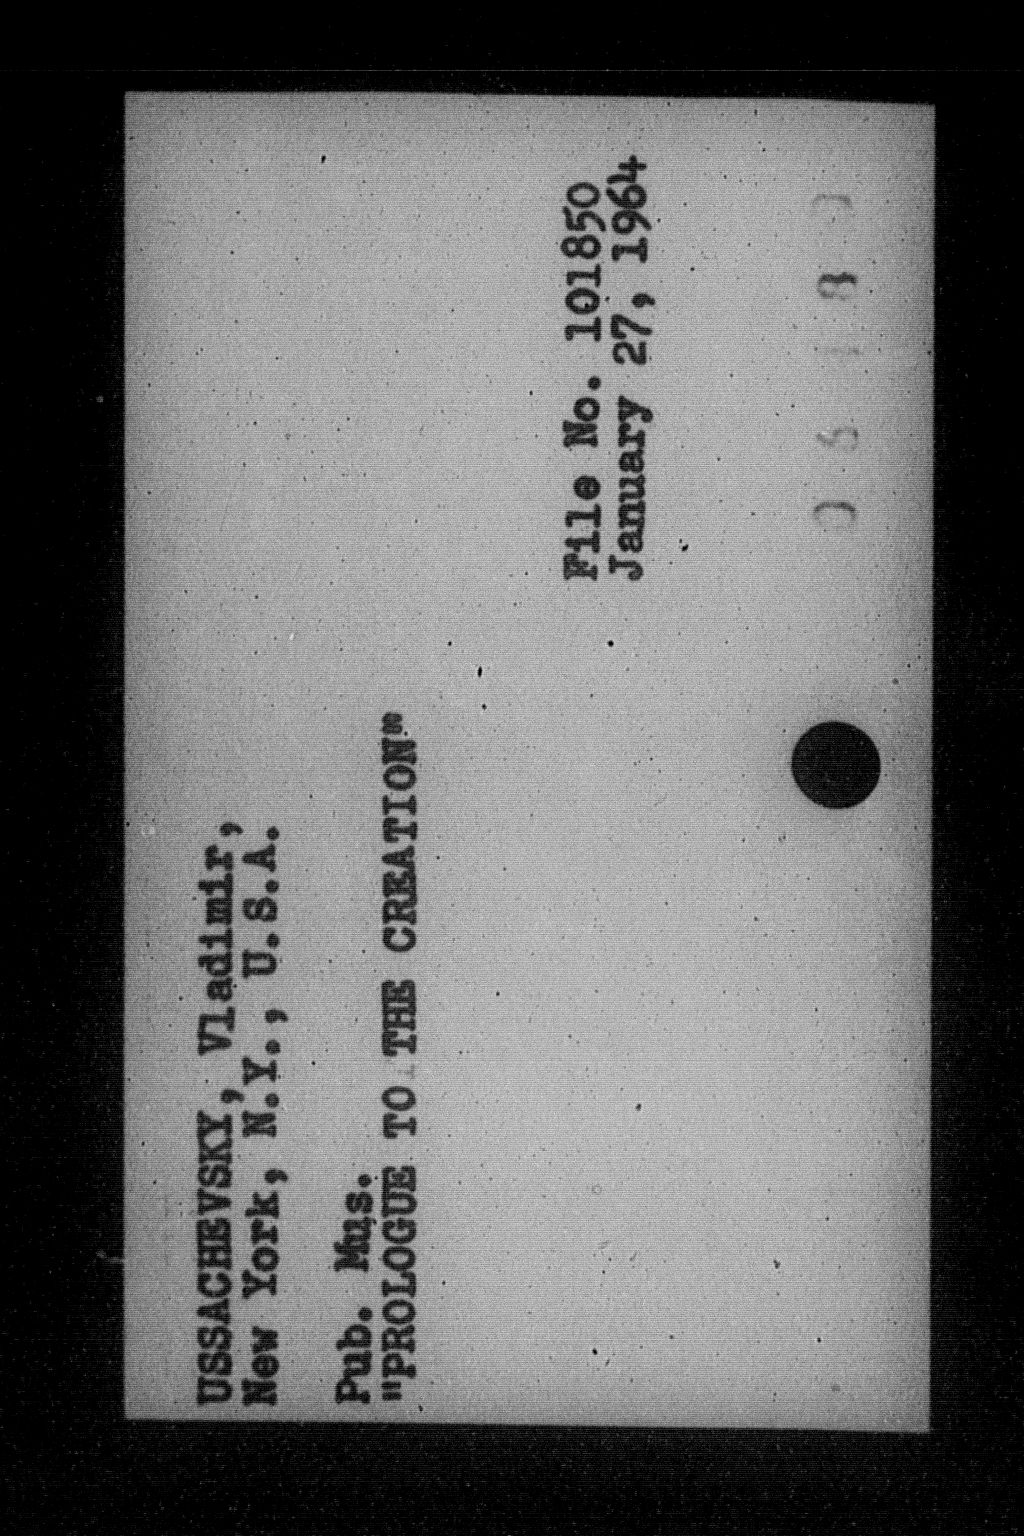 USSACHEVSKY, Vladimir,
New York, N.Y., U.S.A.
Pub. Mus.
"PROLOGUE TO THE CREATION"
File No. 101850
January 27, 1964